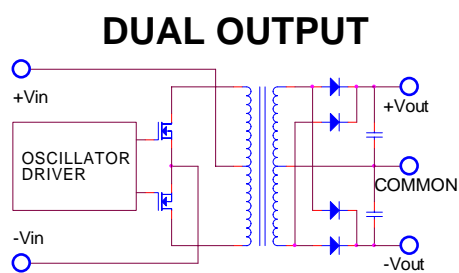 DUAL OUTPUT
+Vin
+Vout
OSCILLATOR
DRIVER
COMMON
-Vin
-Vout